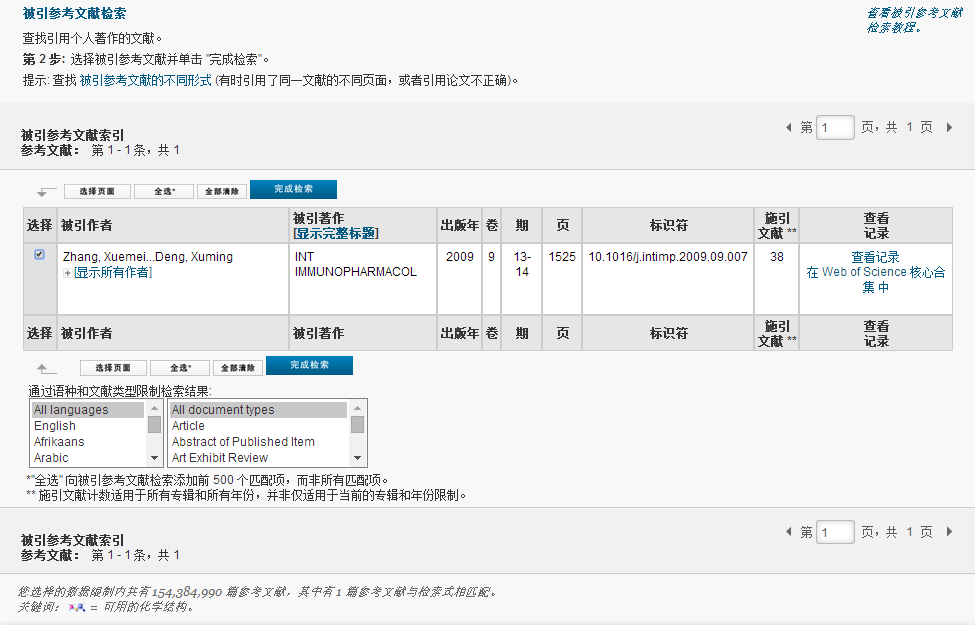 被引参考文献检索
查看被引参考文献
检索教程。
查找引用个人著作的文献。
第 2 步: 选择被引参考文献并单击 "完成检索"。
提示: 查找 被引参考文献的不同形式 (有时引用了同一文献的不同页面，或者引用论文不正确)。
被引参考文献索引
参考文献： 第 1 - 1 条，共 1
第 1 页，共 1 页
选择页面 全选* 全部清除 完成检索
选择 被引作者 被引著作 [显示完整标题] 出版年 卷 期 页 标识符 施引文献 ** 查看记录
Zhang, Xuemei...Deng, Xuming
+ [显示所有作者]
INT
IMMUNOPHARMACOL
2009 9 13-14 1525 10.1016/j.intimp.2009.09.007 38
查看记录
在 Web of Science 核心合
集 中
选择 被引作者 被引著作 出版年 卷 期 页 标识符 施引文献 ** 查看记录
选择页面 全选* 全部清除 完成检索
通过语种和文献类型限制检索结果:
All languages All document types
English Article
Afrikaans Abstract of Published Item
Arabic Art Exhibit Review
*"全选" 向被引参考文献检索添加前 500 个匹配项，而非所有匹配项。
** 施引文献计数适用于所有专辑和所有年份，并非仅适用于当前的专辑和年份限制。
被引参考文献索引
参考文献： 第 1 - 1 条，共 1
第 1 页，共 1 页
您选择的数据限制内共有 154,384,990 篇参考文献，其中有 1 篇参考文献与检索式相匹配。
关键词: = 可用的化学结构。